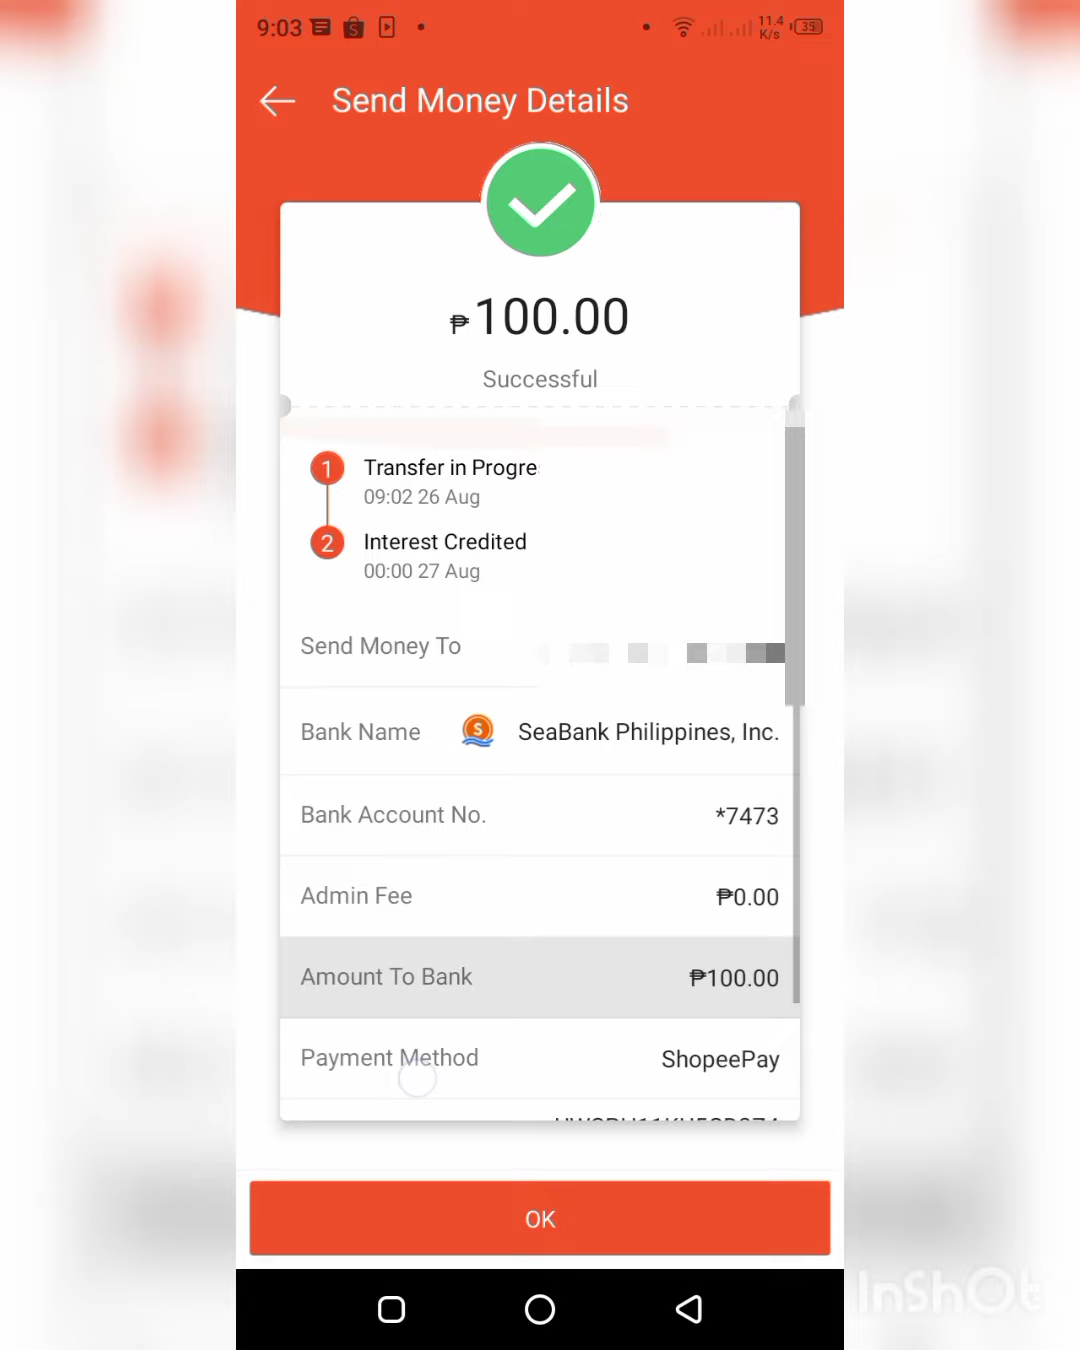 9:03
11.4
K/s
35
Send Money Details
₱100.00
Successful
1 Transfer in Progre
09:02 26 Aug
2 Interest Credited
00:00 27 Aug
Send Money To
Bank Name S SeaBank Philippines, Inc.
Bank Account No. *7473
Admin Fee ₱0.00
Amount To Bank ₱100.00
Payment Method ShopeePay
OK
InShOt